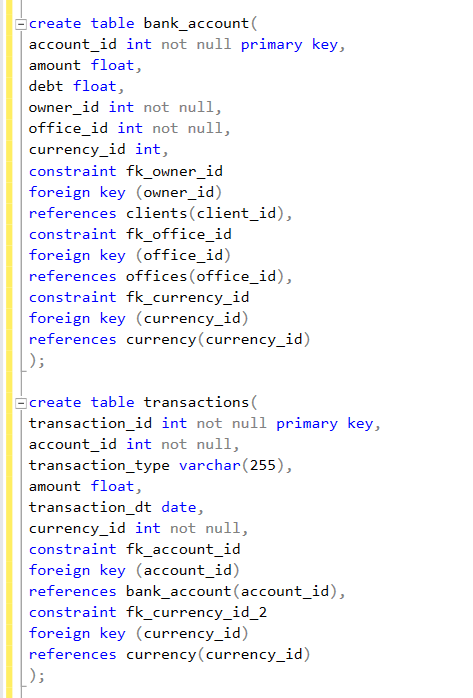 create table bank_account(
account_id int not null primary key,
amount float,
debt float,
owner_id int not null,
office_id int not null,
currency_id int,
constraint fk_owner_id
foreign key (owner_id)
references clients(client_id),
constraint fk_office_id
foreign key (office_id)
references offices(office_id),
constraint fk_currency_id
foreign key (currency_id)
references currency(currency_id)
);
create table transactions(
transaction_id int not null primary key,
account_id int not null,
transaction_type varchar(255),
amount float,
transaction_dt date,
currency_id int not null,
constraint fk_account_id
foreign key (account_id)
references bank_account(account_id),
constraint fk_currency_id_2
foreign key (currency_id)
references currency(currency_id)
);